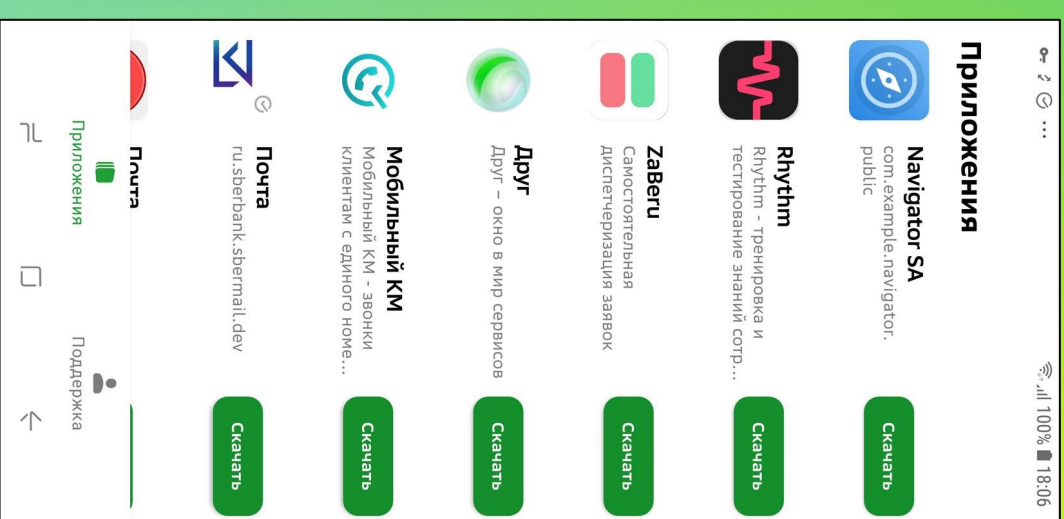 100% 18:06
Приложения
Navigator SA
com.example.navigator.
public
Скачать
Rhythm
Rhythm - тренировка и
тестирование знаний сотр...
Скачать
ZaBeru
Самостоятельная
диспетчеризация заявок
Скачать
Друг
Друг – окно в мир сервисов
Скачать
Мобильный КМ
Мобильный КМ - звонки
клиентам с единого номе...
Скачать
Почта
ru.sberbank.sbermail.dev
Скачать
Почта
Приложения
Поддержка